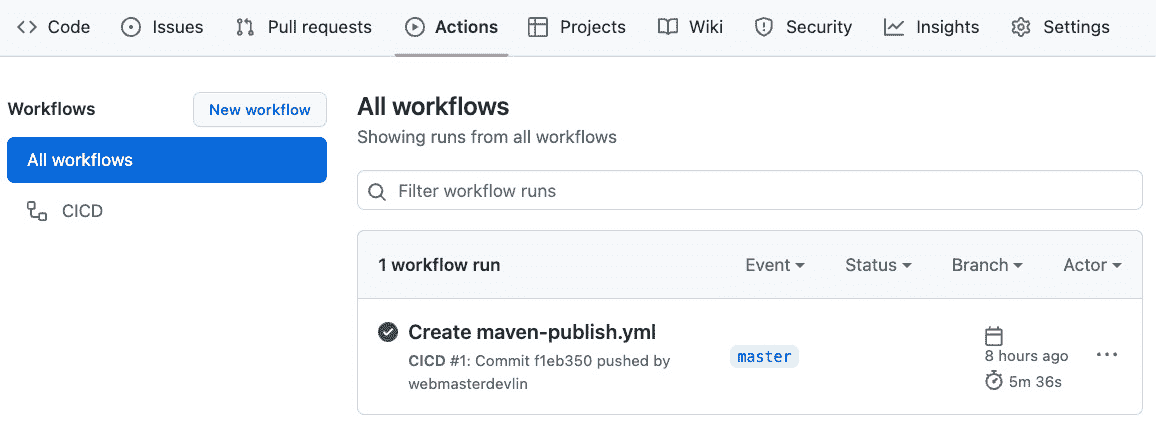 Code Issues Pull requests Actions Projects Wiki Security Insights Settings
Workflows New workflow
All workflows
CICD
All workflows
Showing runs from all workflows
Filter workflow runs
1 workflow run Event Status Branch Actor
Create maven-publish.yml
CICD #1: Commit f1eb350 pushed by
webmasterdevlin
master
8 hours ago
5m 36s